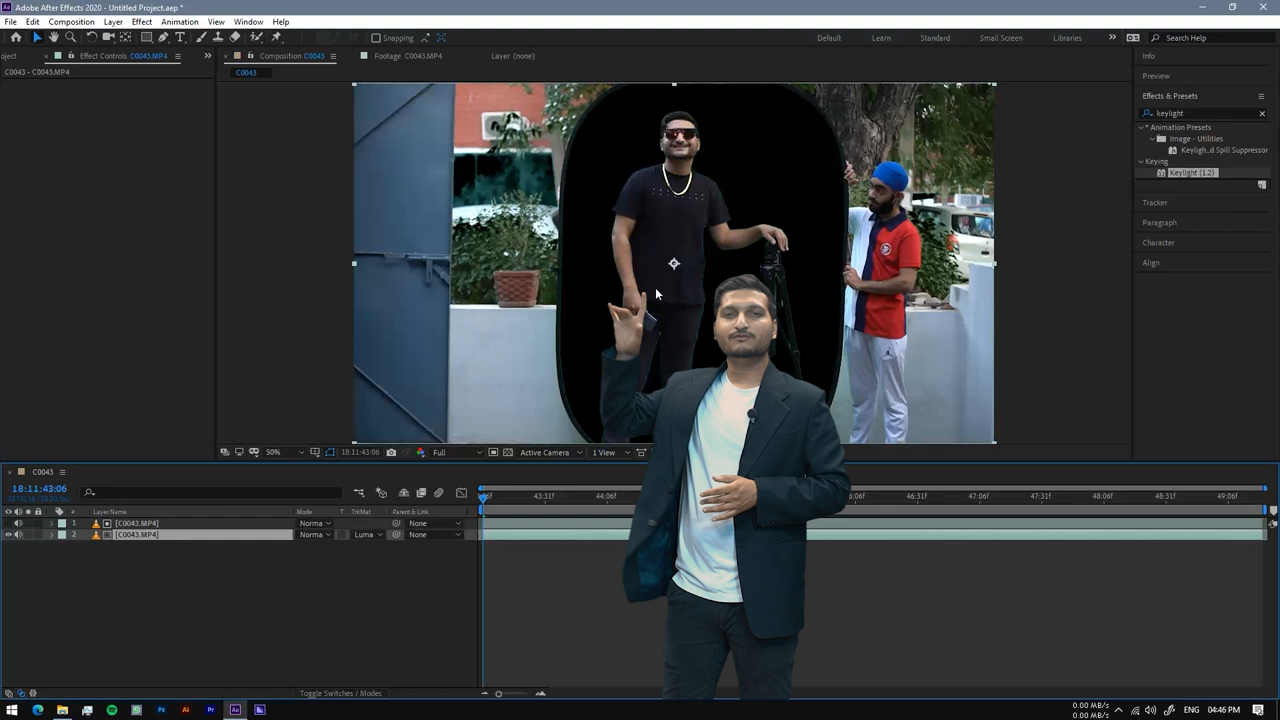 Adobe After Effects 2020 - Untitled Project.aep *
File Edit Composition Layer Effect Animation View Window Help
Snapping
Default Learn Standard Small Screen Libraries Search Help
oject Effect Controls C0043.MP4 Composition C0043 Footage C0043.MP4 Layer (none) Info
C0043 - C0043.MP4 C0043 Preview
Effects & Presets
keylight
* Animation Presets
Image - Utilities
Keyligh...d Spill Suppressor
Keying
Keylight (1.2)
Tracker
Paragraph
Character
Align
50% 18:11:43:06 Full Active Camera 1 View
C0043
18:11:43:06
43:31f 44:06f 47:06f 47:31f 48:06f 48:31f 49:06f
Layer Name Mode T TrkMat Parent & Link
1 [C0043.MP4] Norma None
2 [C0043.MP4] Norma Luma None
Toggle Switches / Modes
Ps Ai Pr Ae
0.00 MB/s
0.00 MB/s
ENG 04:46 PM